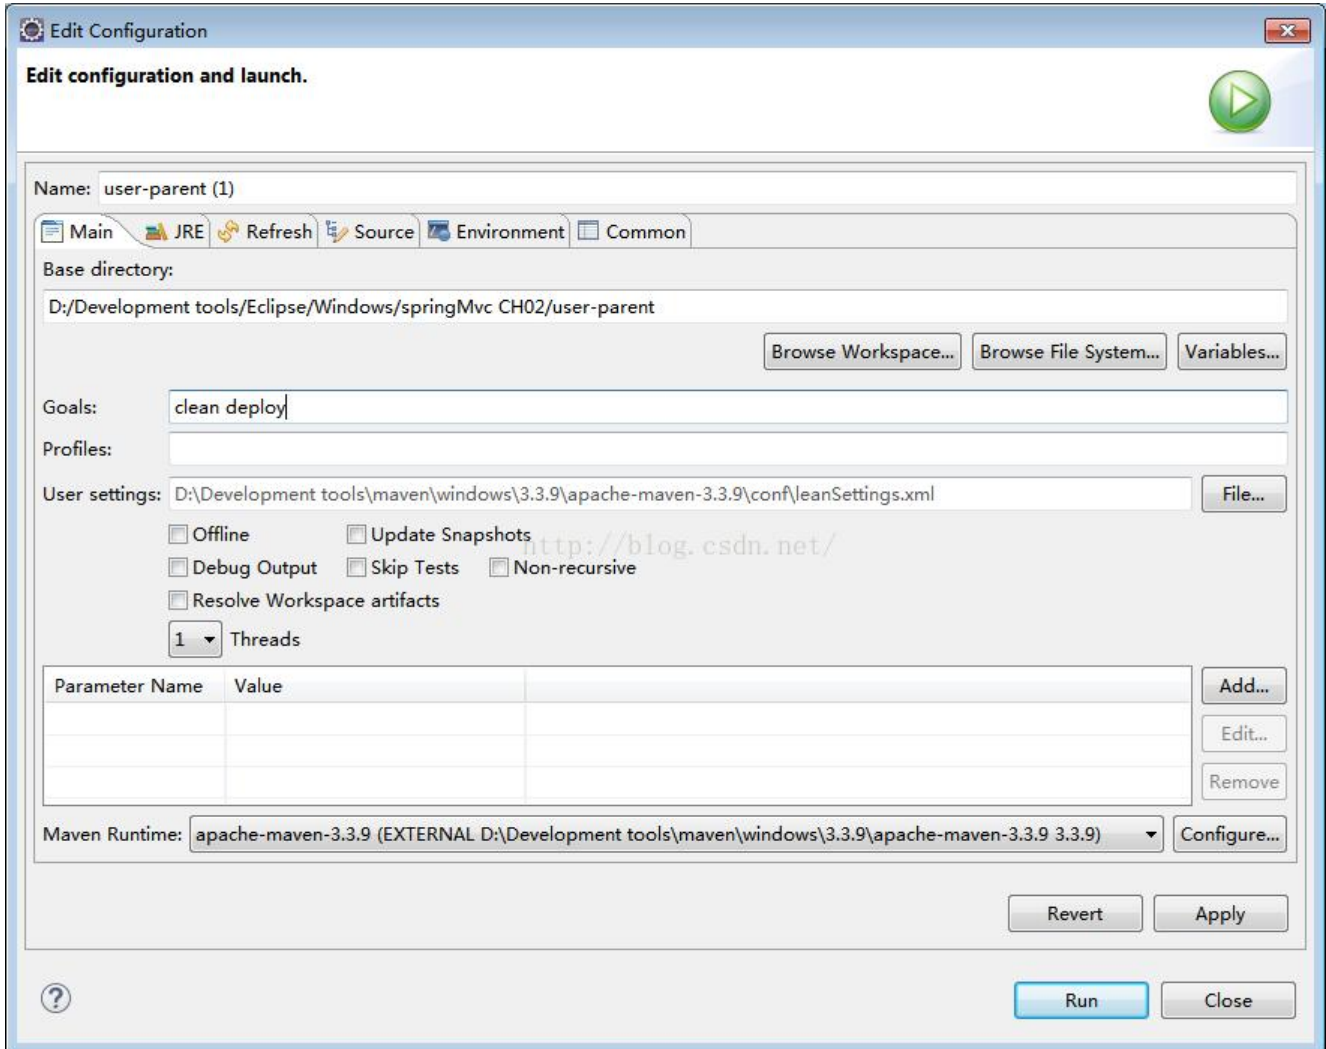 Edit Configuration
Edit configuration and launch.
Name: user-parent (1)
Main JRE Refresh Source Environment Common
Base directory:
D:/Development tools/Eclipse/Windows/springMvc CH02/user-parent
Browse Workspace... Browse File System... Variables...
Goals: clean deploy
Profiles:
User settings: D:\Development tools\maven\windows\3.3.9\apache-maven-3.3.9\conf\leanSettings.xml File...
Offline Update Snapshots
http://blog.csdn.net/
Debug Output Skip Tests Non-recursive
Resolve Workspace artifacts
1 Threads
Parameter Name Value Add...
Edit...
Remove
Maven Runtime: apache-maven-3.3.9 (EXTERNAL D:\Development tools\maven\windows\3.3.9\apache-maven-3.3.9 3.3.9) Configure...
Revert Apply
? Run Close